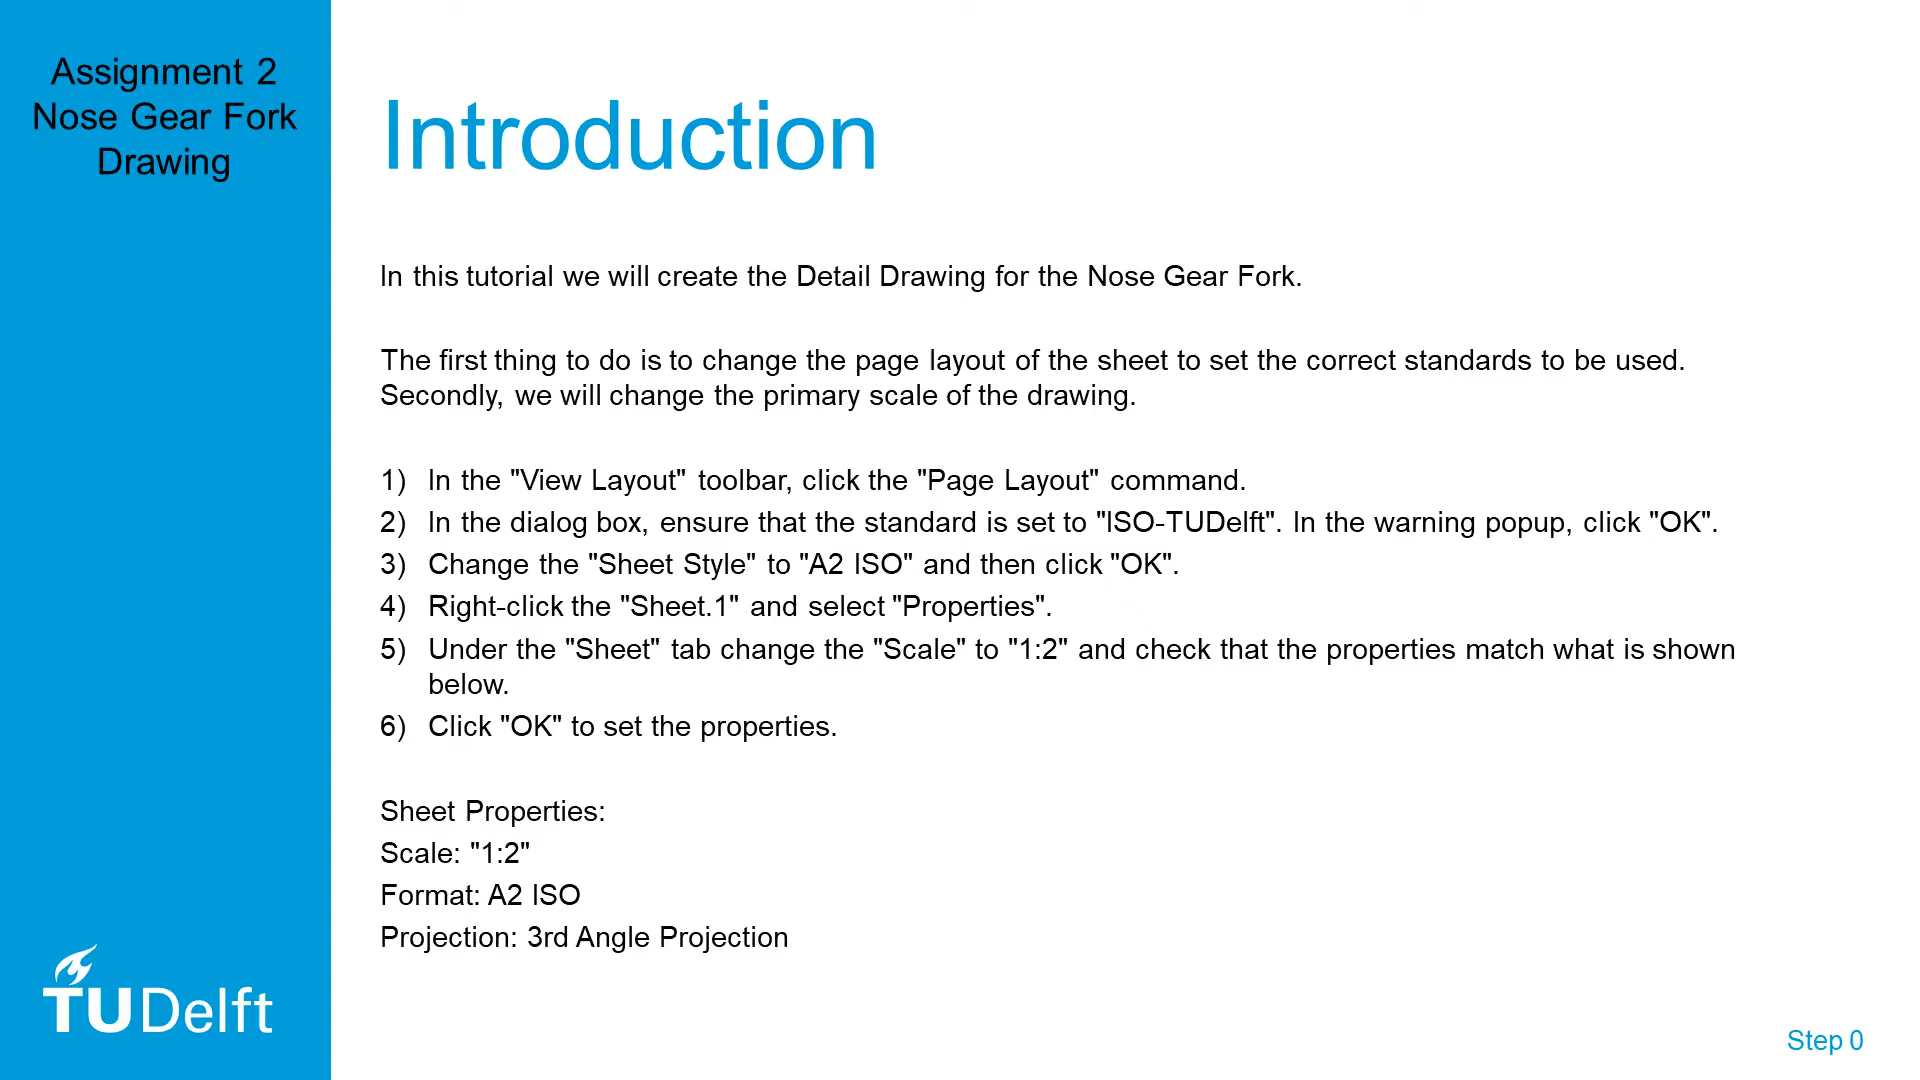 Assignment 2
Nose Gear Fork
Drawing
Introduction
In this tutorial we will create the Detail Drawing for the Nose Gear Fork.
The first thing to do is to change the page layout of the sheet to set the correct standards to be used.
Secondly, we will change the primary scale of the drawing.
1) In the "View Layout" toolbar, click the "Page Layout" command.
2) In the dialog box, ensure that the standard is set to "ISO-TUDelft". In the warning popup, click "OK".
3) Change the "Sheet Style" to "A2 ISO" and then click "OK".
4) Right-click the "Sheet.1" and select "Properties".
5) Under the "Sheet" tab change the "Scale" to "1:2" and check that the properties match what is shown
below.
6) Click "OK" to set the properties.
Sheet Properties:
Scale: "1:2"
Format: A2 ISO
Projection: 3rd Angle Projection
TUDelft
Step 0